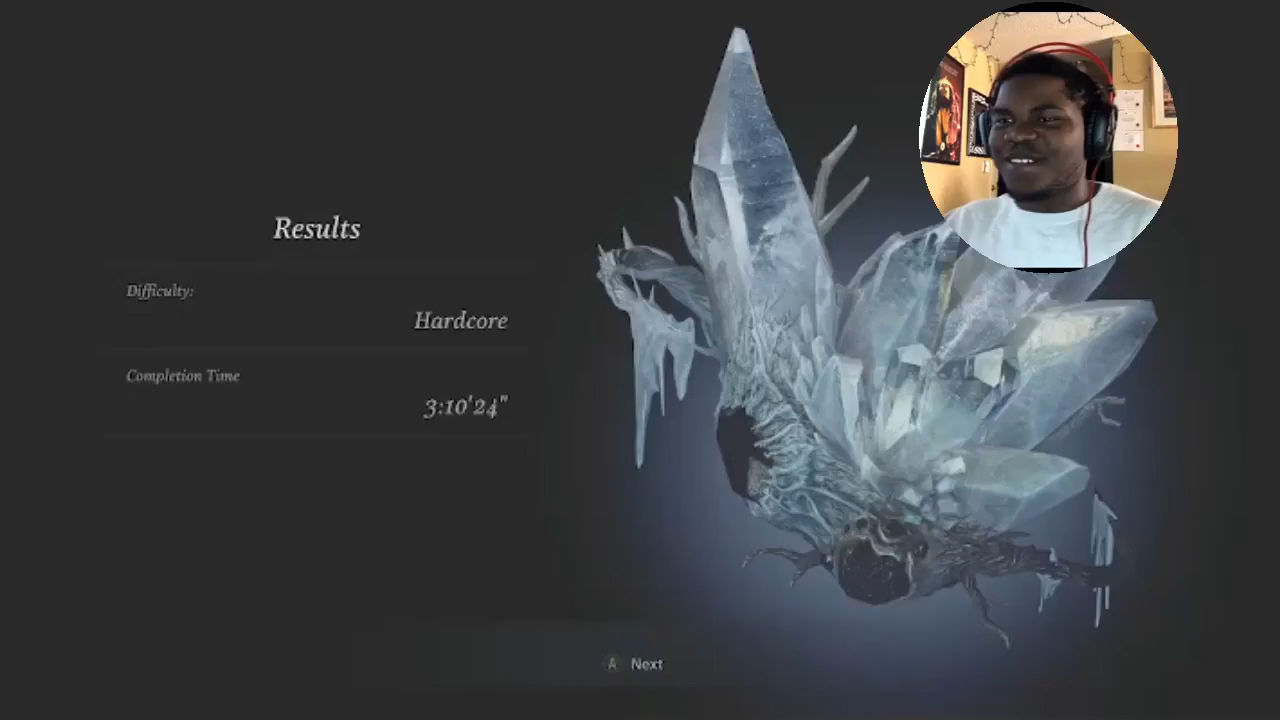 Results
Difficulty:
Hardcore
Completion Time
3:10'24"
A Next